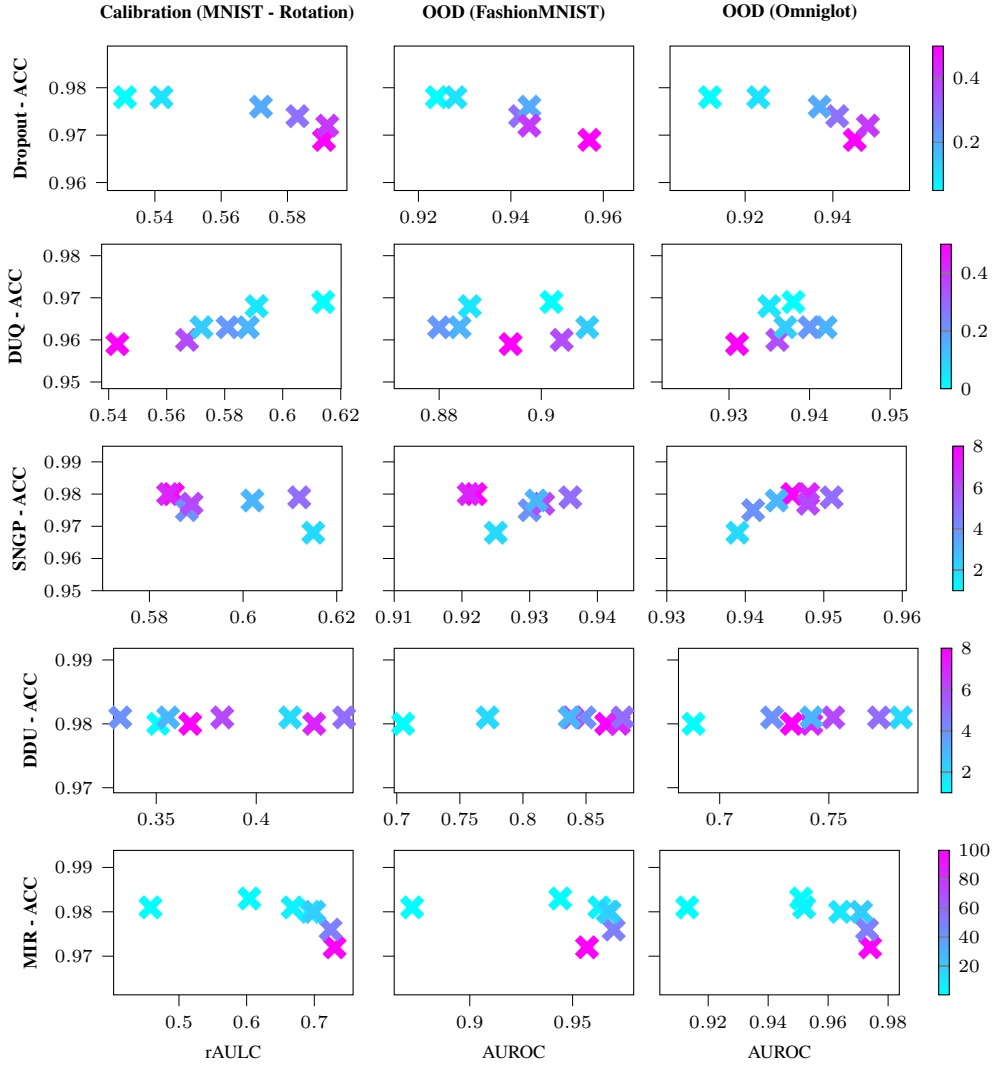 Calibration (MNIST - Rotation) OOD (FashionMNIST) OOD (Omniglot)
Dropout - ACC
0.98
0.97
0.96
0.54 0.56 0.58
0.92 0.94 0.96
0.92 0.94
0.4
0.2
DUQ - ACC
0.98
0.97
0.96
0.95
0.54 0.56 0.58 0.6 0.62
0.88 0.9
0.93 0.94 0.95
0.4
0.2
0
SNGP - ACC
0.99
0.98
0.97
0.96
0.95
0.58 0.6 0.62
0.91 0.92 0.93 0.94
0.93 0.94 0.95 0.96
8
6
4
2
DDU - ACC
0.99
0.98
0.97
0.35 0.4
0.7 0.75 0.8 0.85
0.7 0.75
8
6
4
2
MIR - ACC
0.99
0.98
0.97
0.5 0.6 0.7
0.9 0.95
0.92 0.94 0.96 0.98
100
80
60
40
20
rAULC AUROC AUROC